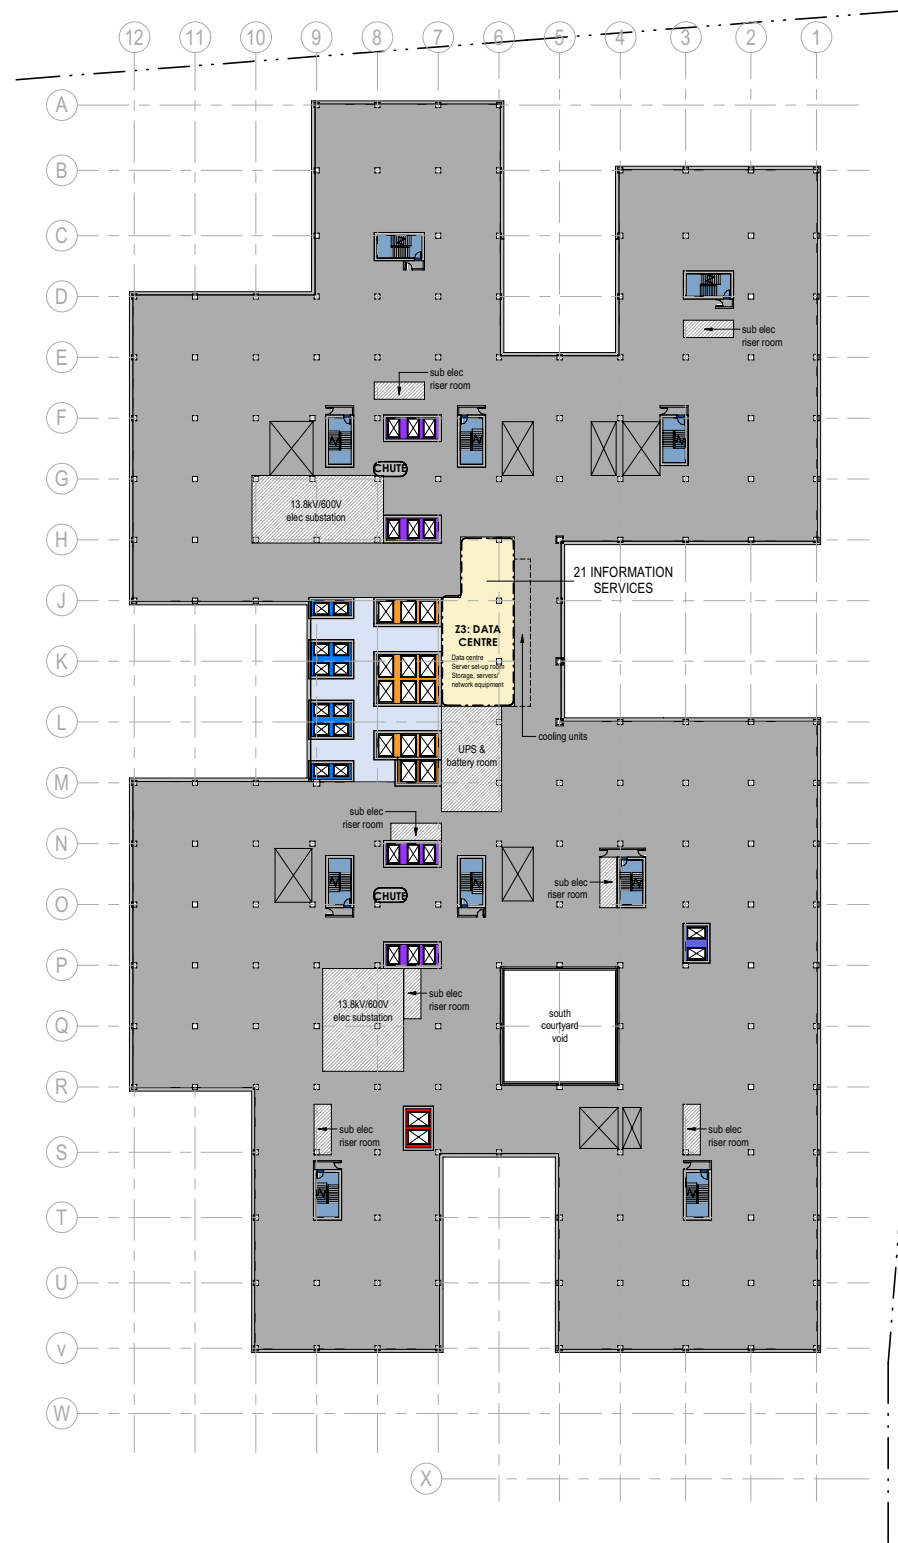 12 11 10 9 8 7 6 5 4 3 2 1
A
B
C
D
sub elec
riser room
E
sub elec
riser room
F
CHUTE
G
13.8kV/600V
elec substation
H
21 INFORMATION
SERVICES
J
Z3: DATA
CENTRE
K
Data centre
Server set-up room
Storage, servers/
network equipment
L
cooling units
UPS &
battery room
M
sub elec
riser room
N
sub elec
riser room
CHUTE
O
P
sub elec
riser room
13.8kV/600V
elec substation
south
courtyard
void
Q
R
sub elec
riser room
sub elec
riser room
S
T
U
v
W
X